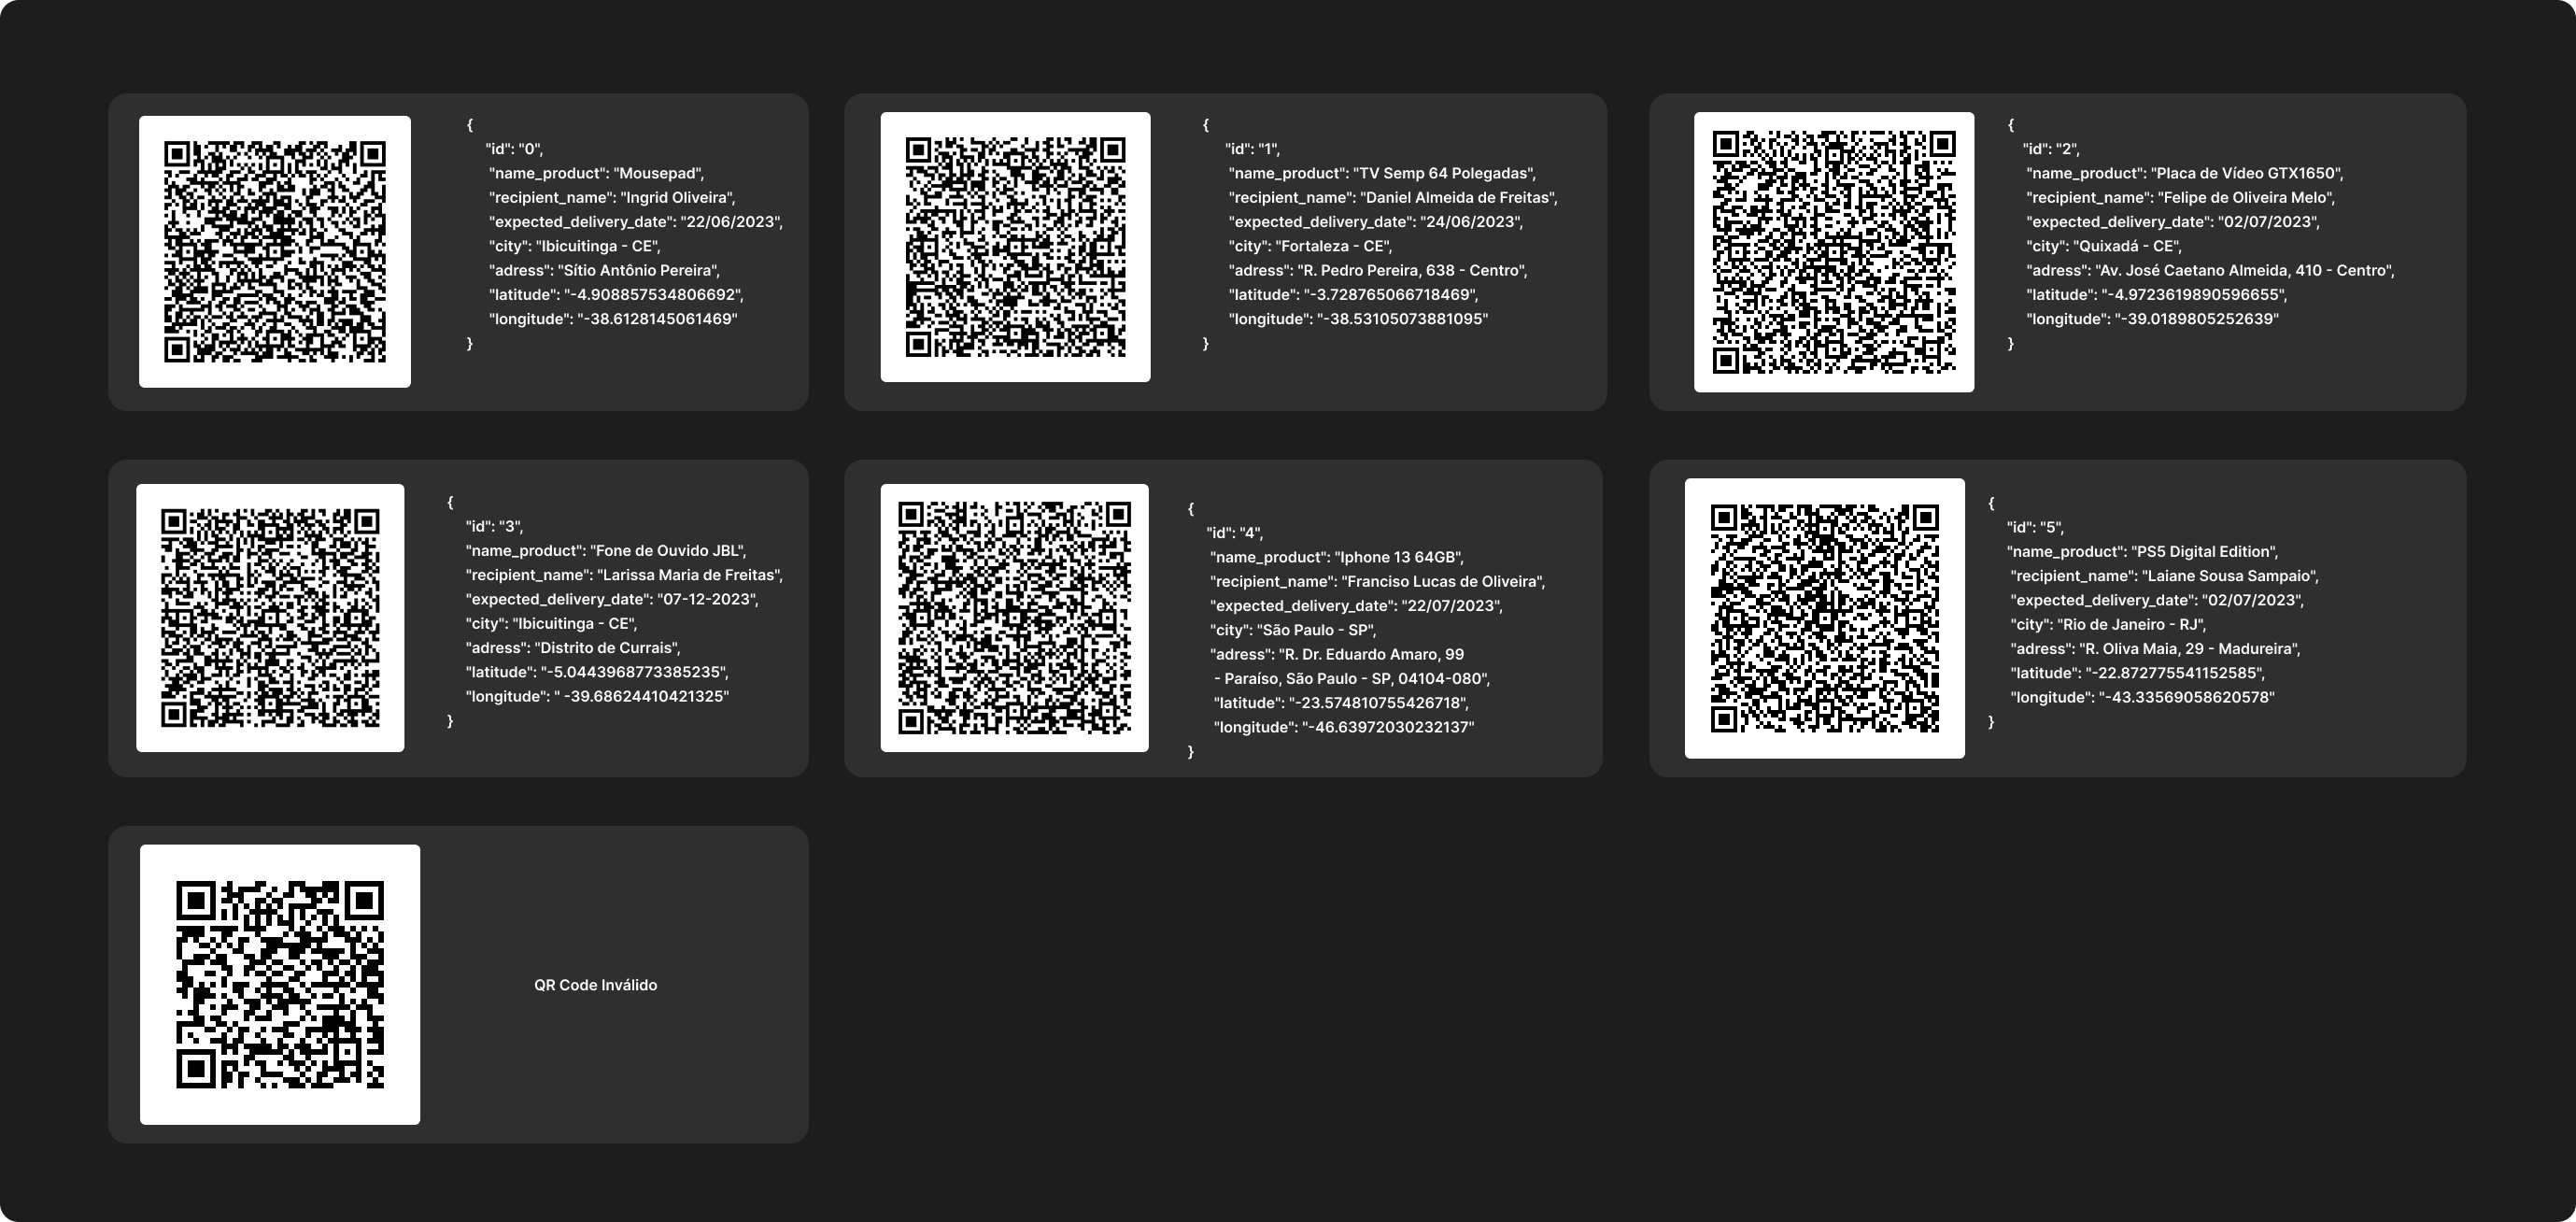 {
"id": "0",
"name_product": "Mousepad",
"recipient_name": "Ingrid Oliveira",
"expected_delivery_date": "22/06/2023",
"city": "Ibicuitinga - CE",
"adress": "Sítio Antônio Pereira",
"latitude": "-4.908857534806692",
"longitude": "-38.6128145061469"
}
{
"id": "1",
"name_product": "TV Semp 64 Polegadas",
"recipient_name": "Daniel Almeida de Freitas",
"expected_delivery_date": "24/06/2023",
"city": "Fortaleza - CE",
"adress": "R. Pedro Pereira, 638 - Centro",
"latitude": "-3.728765066718469",
"longitude": "-38.53105073881095"
}
{
"id": "2",
"name_product": "Placa de Vídeo GTX1650",
"recipient_name": "Felipe de Oliveira Melo",
"expected_delivery_date": "02/07/2023",
"city": "Quixadá - CE",
"adress": "Av. José Caetano Almeida, 410 - Centro",
"latitude": "-4.9723619890596655",
"longitude": "-39.0189805252639"
}
{
"id": "3",
"name_product": "Fone de Ouvido JBL",
"recipient_name": "Larissa Maria de Freitas",
"expected_delivery_date": "07-12-2023",
"city": "Ibicuitinga - CE",
"adress": "Distrito de Currais",
"latitude": "-5.0443968773385235",
"longitude": " -39.68624410421325"
}
{
"id": "4",
"name_product": "Iphone 13 64GB",
"recipient_name": "Franciso Lucas de Oliveira",
"expected_delivery_date": "22/07/2023",
"city": "São Paulo - SP",
"adress": "R. Dr. Eduardo Amaro, 99
- Paraíso, São Paulo - SP, 04104-080",
"latitude": "-23.574810755426718",
"longitude": "-46.63972030232137"
}
{
"id": "5",
"name_product": "PS5 Digital Edition",
"recipient_name": "Laiane Sousa Sampaio",
"expected_delivery_date": "02/07/2023",
"city": "Rio de Janeiro - RJ",
"adress": "R. Oliva Maia, 29 - Madureira",
"latitude": "-22.872775541152585",
"longitude": "-43.33569058620578"
}
QR Code Inválido